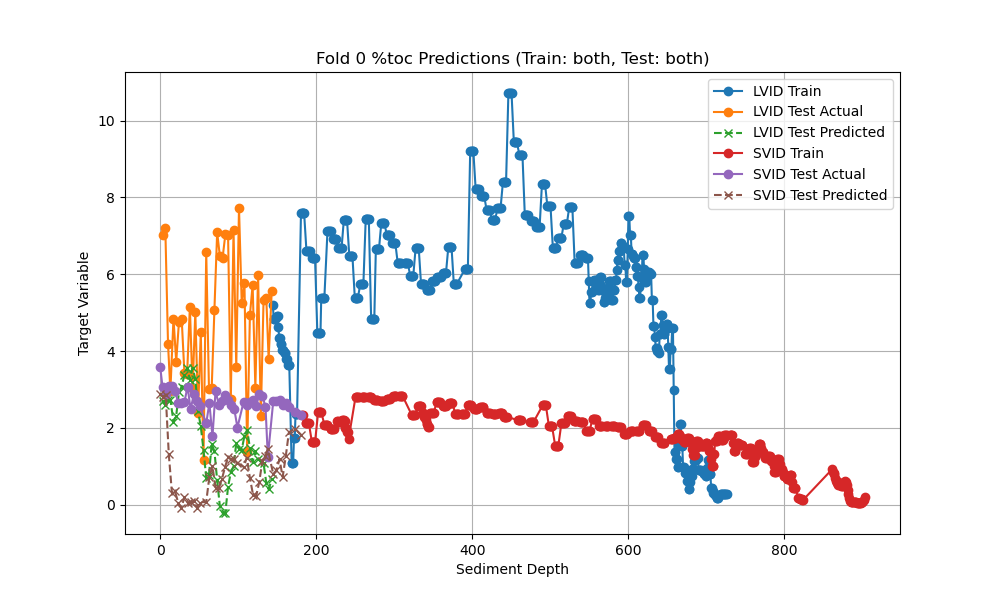 Fold 0 %toc Predictions (Train: both, Test: both)
LVID Train
LVID Test Actual
LVID Test Predicted
SVID Train
SVID Test Actual
SVID Test Predicted
Target Variable
10
8
6
4
2
0
0 200 400 600 800
Sediment Depth